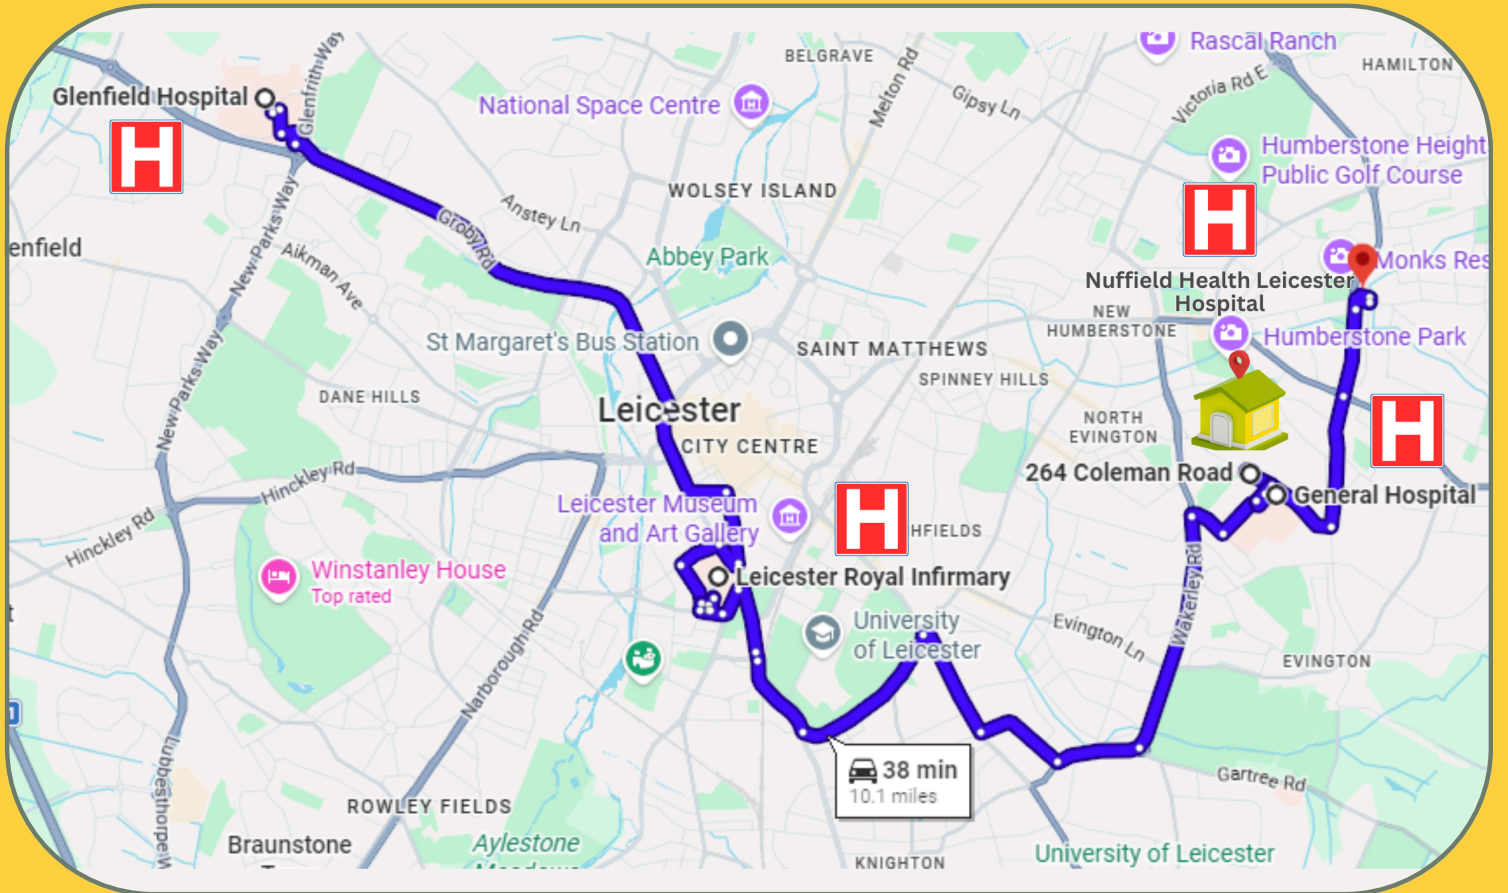 Rascal Ranch
BELGRAVE
HAMILTON
Glenfrith Way
Melton Rd
Victoria Rd E
Glenfield Hospital
National Space Centre
Gipsy Ln
H
Humberstone Height
Public Golf Course
WOLSEY ISLAND
H
New Parks Way
Anstey Ln
Groby Rd
enfield
Aikman Ave
Abbey Park
Monks Res
Nuffield Health Leicester
Hospital
NEW
HUMBERSTONE
Humberstone Park
St Margaret's Bus Station
SAINT MATTHEWS
SPINNEY HILLS
New Parks Way
DANE HILLS
Leicester
CITY CENTRE
NORTH
EVINGTON
H
Hinckley Rd
264 Coleman Road
General Hospital
Leicester Museum
and Art Gallery
H
HFIELDS
Hinckley Rd
Winstanley House
Top rated
Leicester Royal Infirmary
Wakerley Rd
University
of Leicester
Evington Ln
EVINGTON
Narborough Rd
38 min
10.1 miles
Gartree Rd
Lubbesthorpe W
ROWLEY FIELDS
Braunstone
Aylestone
Meadows
KNIGHTON
University of Leicester